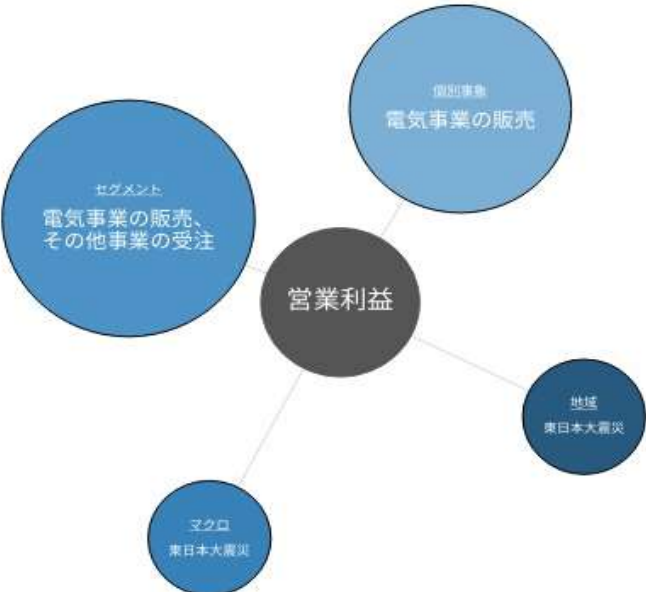 個別事象
電気事業の販売
セグメント
電気事業の販売、
その他事業の受注
営業利益
地域
東日本大震災
マクロ
東日本大震災